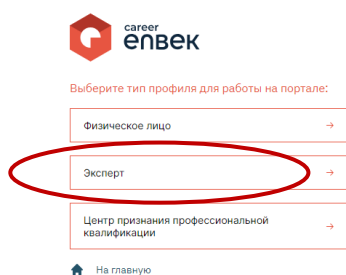 career
enbek
Выберите тип профиля для работы на портале:
Физическое лицо
Эксперт
Центр признания профессиональной
квалификации
На главную